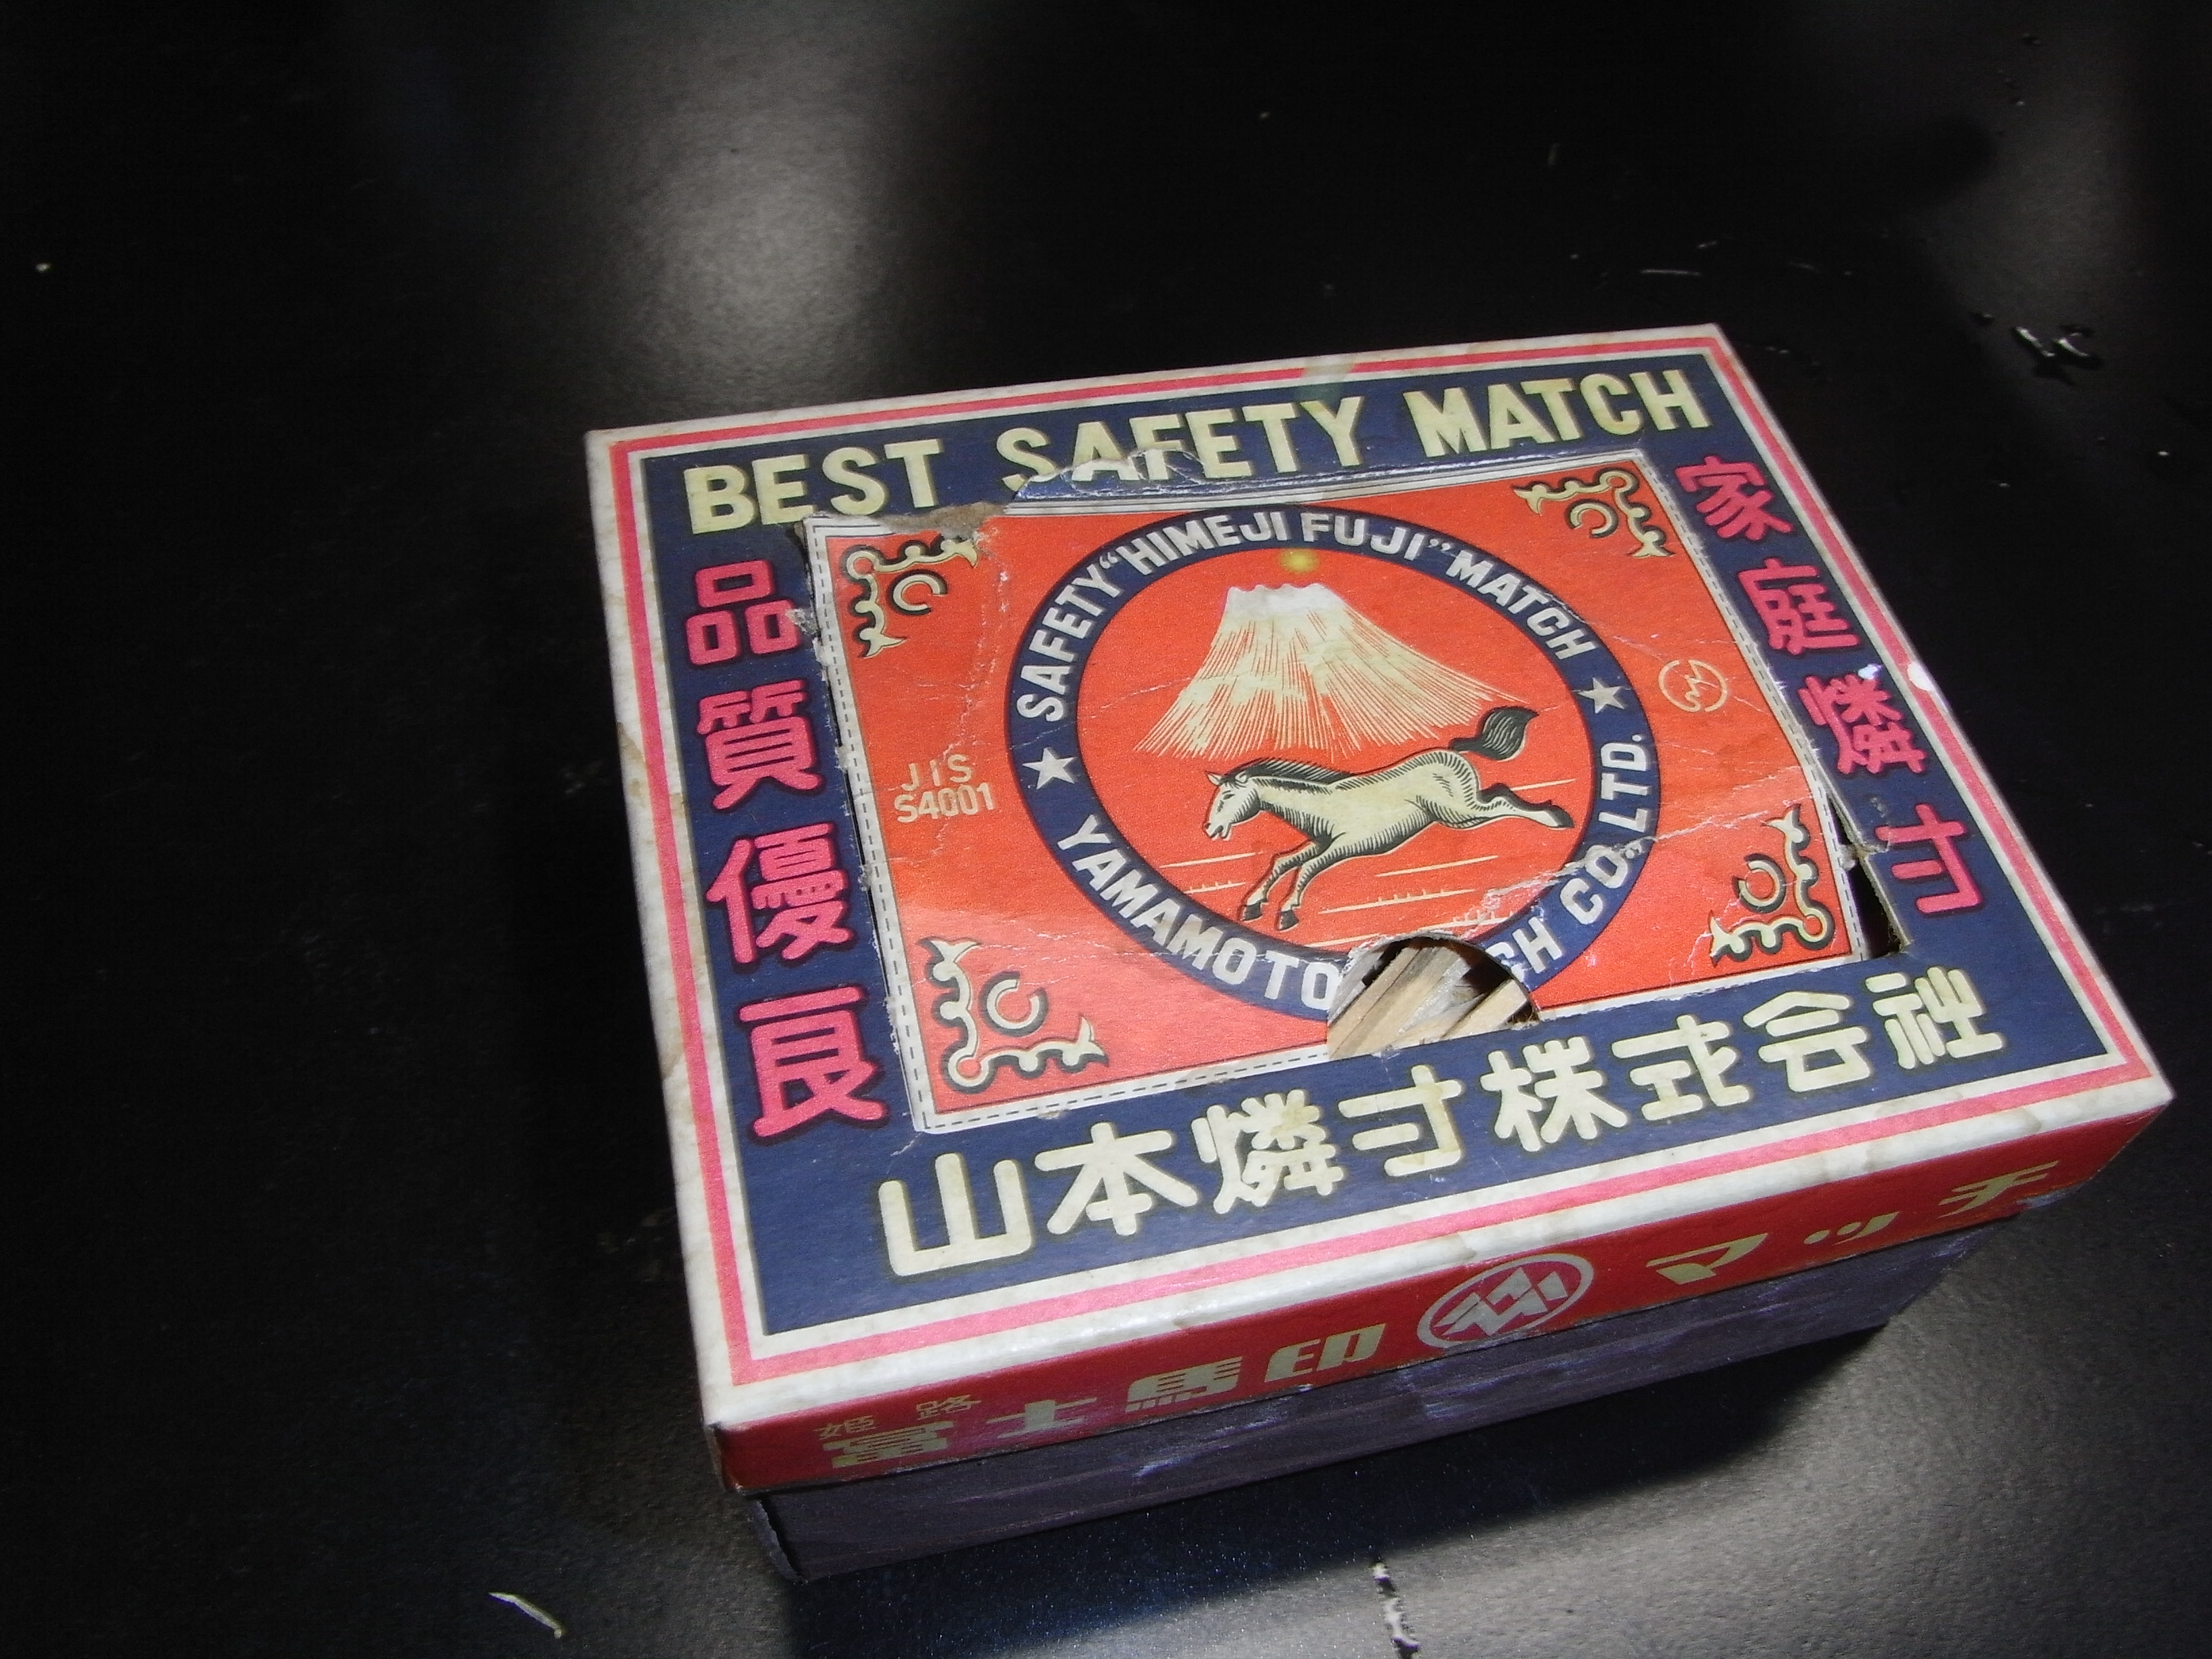 BEST SAFETY MATCH
家庭燐寸
品質優良
SAFETY "HIMEJI FUJI" MATCH
JIS
S4001
★ YAMAMOTO CH CO.LTD. ★
山本燐寸株式会社
姫路
富士馬印 マッチ